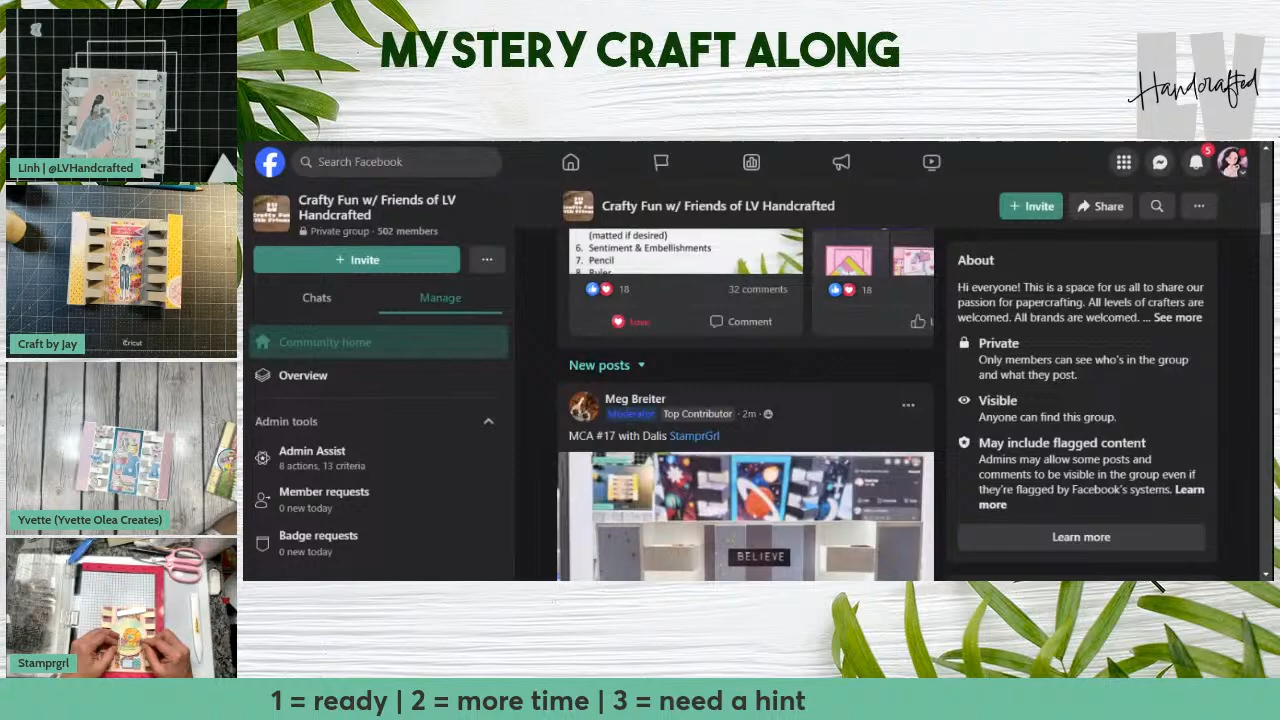 MYSTERY CRAFT ALONG
Handcrafted
Linh | @LVHandcrafted
Craft by Jay
cricut
Yvette (Yvette Olea Creates)
Stamprgrl
Search Facebook
5
Crafty Fun w/ Friends of LV
Handcrafted
Private group · 502 members
+ Invite
Chats
Manage
Community home
Overview
Admin tools
Admin Assist
8 actions, 13 criteria
Member requests
0 new today
Badge requests
0 new today
Crafty Fun w/ Friends of LV Handcrafted
+ Invite
Share
(matted if desired)
6. Sentiment & Embellishments
7. Pencil
8. Ruler
18
32 comments
18
Love
Comment
New posts
Meg Breiter
Moderator Top Contributor · 2m ·
MCA #17 with Dalis StamprGrl
BELIEVE
About
Hi everyone! This is a space for us all to share our
passion for papercrafting. All levels of crafters are
welcomed. All brands are welcomed. ... See more
Private
Only members can see who's in the group
and what they post.
Visible
Anyone can find this group.
May include flagged content
Admins may allow some posts and
comments to be visible in the group even if
they're flagged by Facebook's systems. Learn
more
Learn more
1 = ready | 2 = more time | 3 = need a hint